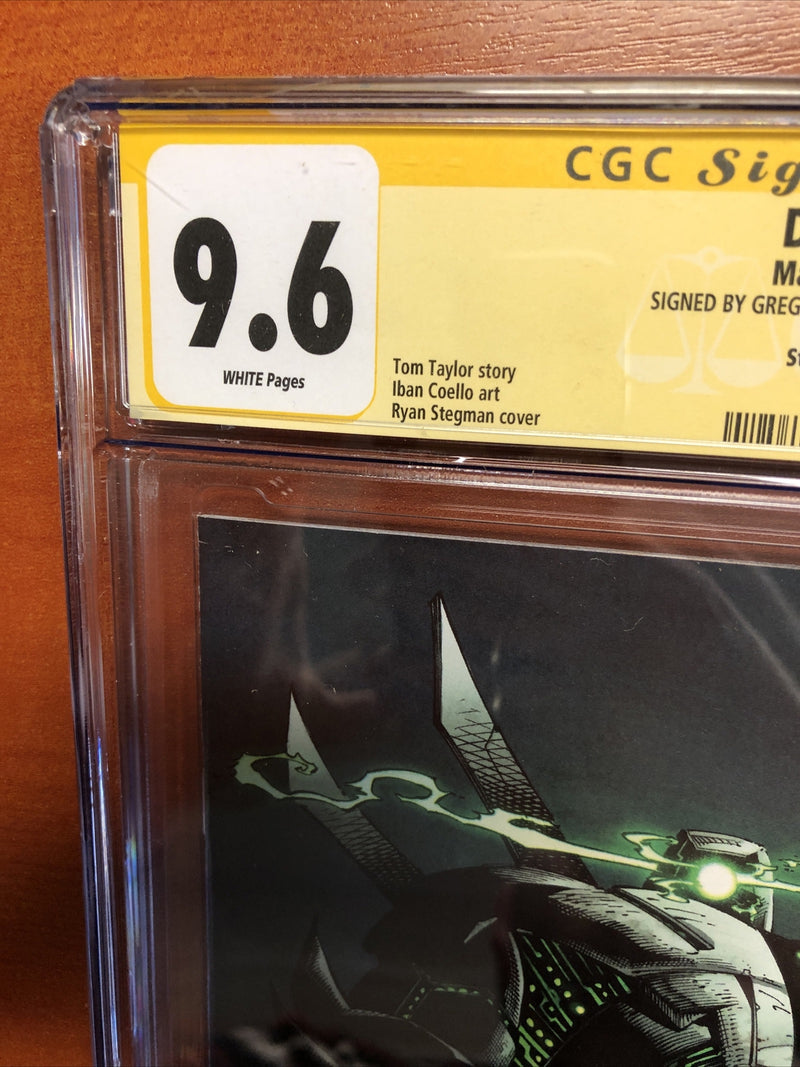 CGC Sig
9.6
D
Ma
SIGNED BY GREG
St
WHITE Pages
Tom Taylor story
Iban Coello art
Ryan Stegman cover